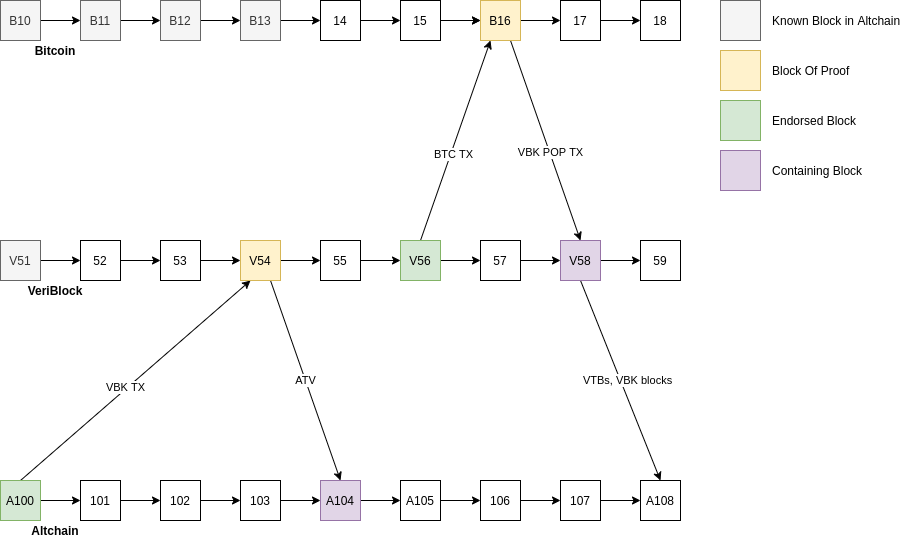 B10 B11 B12 B13 14 15 B16 17 18
Bitcoin
Known Block in Altchain
Block Of Proof
Endorsed Block
Containing Block
BTC TX
VBK POP TX
V51 52 53 V54 55 V56 57 V58 59
VeriBlock
VBK TX
ATV
VTBs, VBK blocks
A100 101 102 103 A104 A105 106 107 A108
Altchain